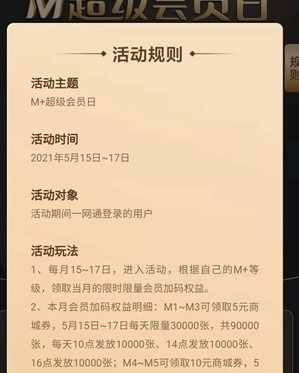 M超级会员日
规则
活动规则
活动主题
M+超级会员日
活动时间
2021年5月15日~17日
活动对象
活动期间一网通登录的用户
活动玩法
1、每月15~17日，进入活动，根据自己的M+等
级，领取当月的限时限量会员加码权益。
2、本月会员加码权益明细：M1~M3可领取5元商
城券，5月15日~17日每天限量30000张，共90000
张，每天10点发放10000张、14点发放10000张、
16点发放10000张；M4~M5可领取10元商城券，5